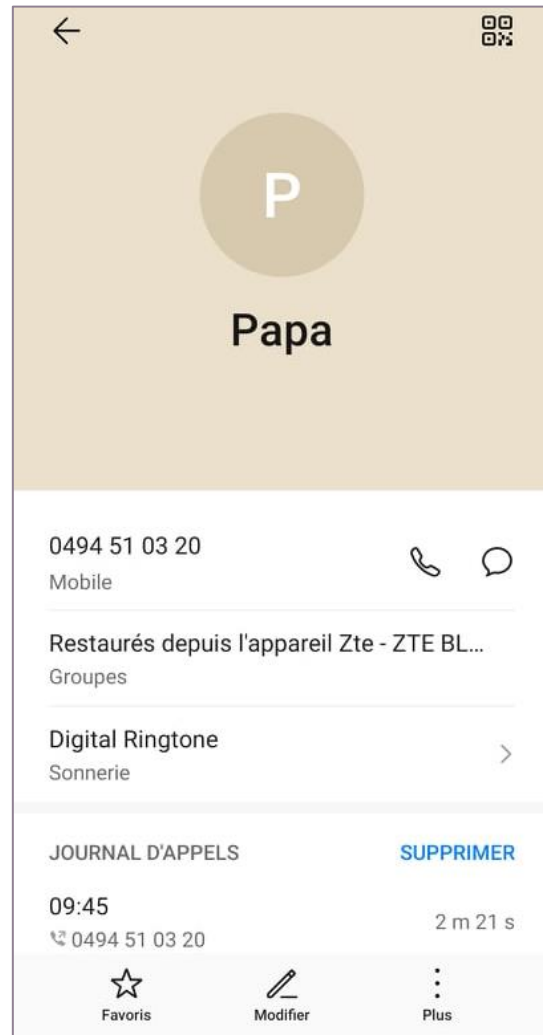 P
Papa
0494 51 03 20
Mobile
Restaurés depuis l'appareil Zte - ZTE BL...
Groupes
Digital Ringtone
Sonnerie
JOURNAL D'APPELS SUPPRIMER
09:45
2 m 21 s
0494 51 03 20
Favoris Modifier Plus